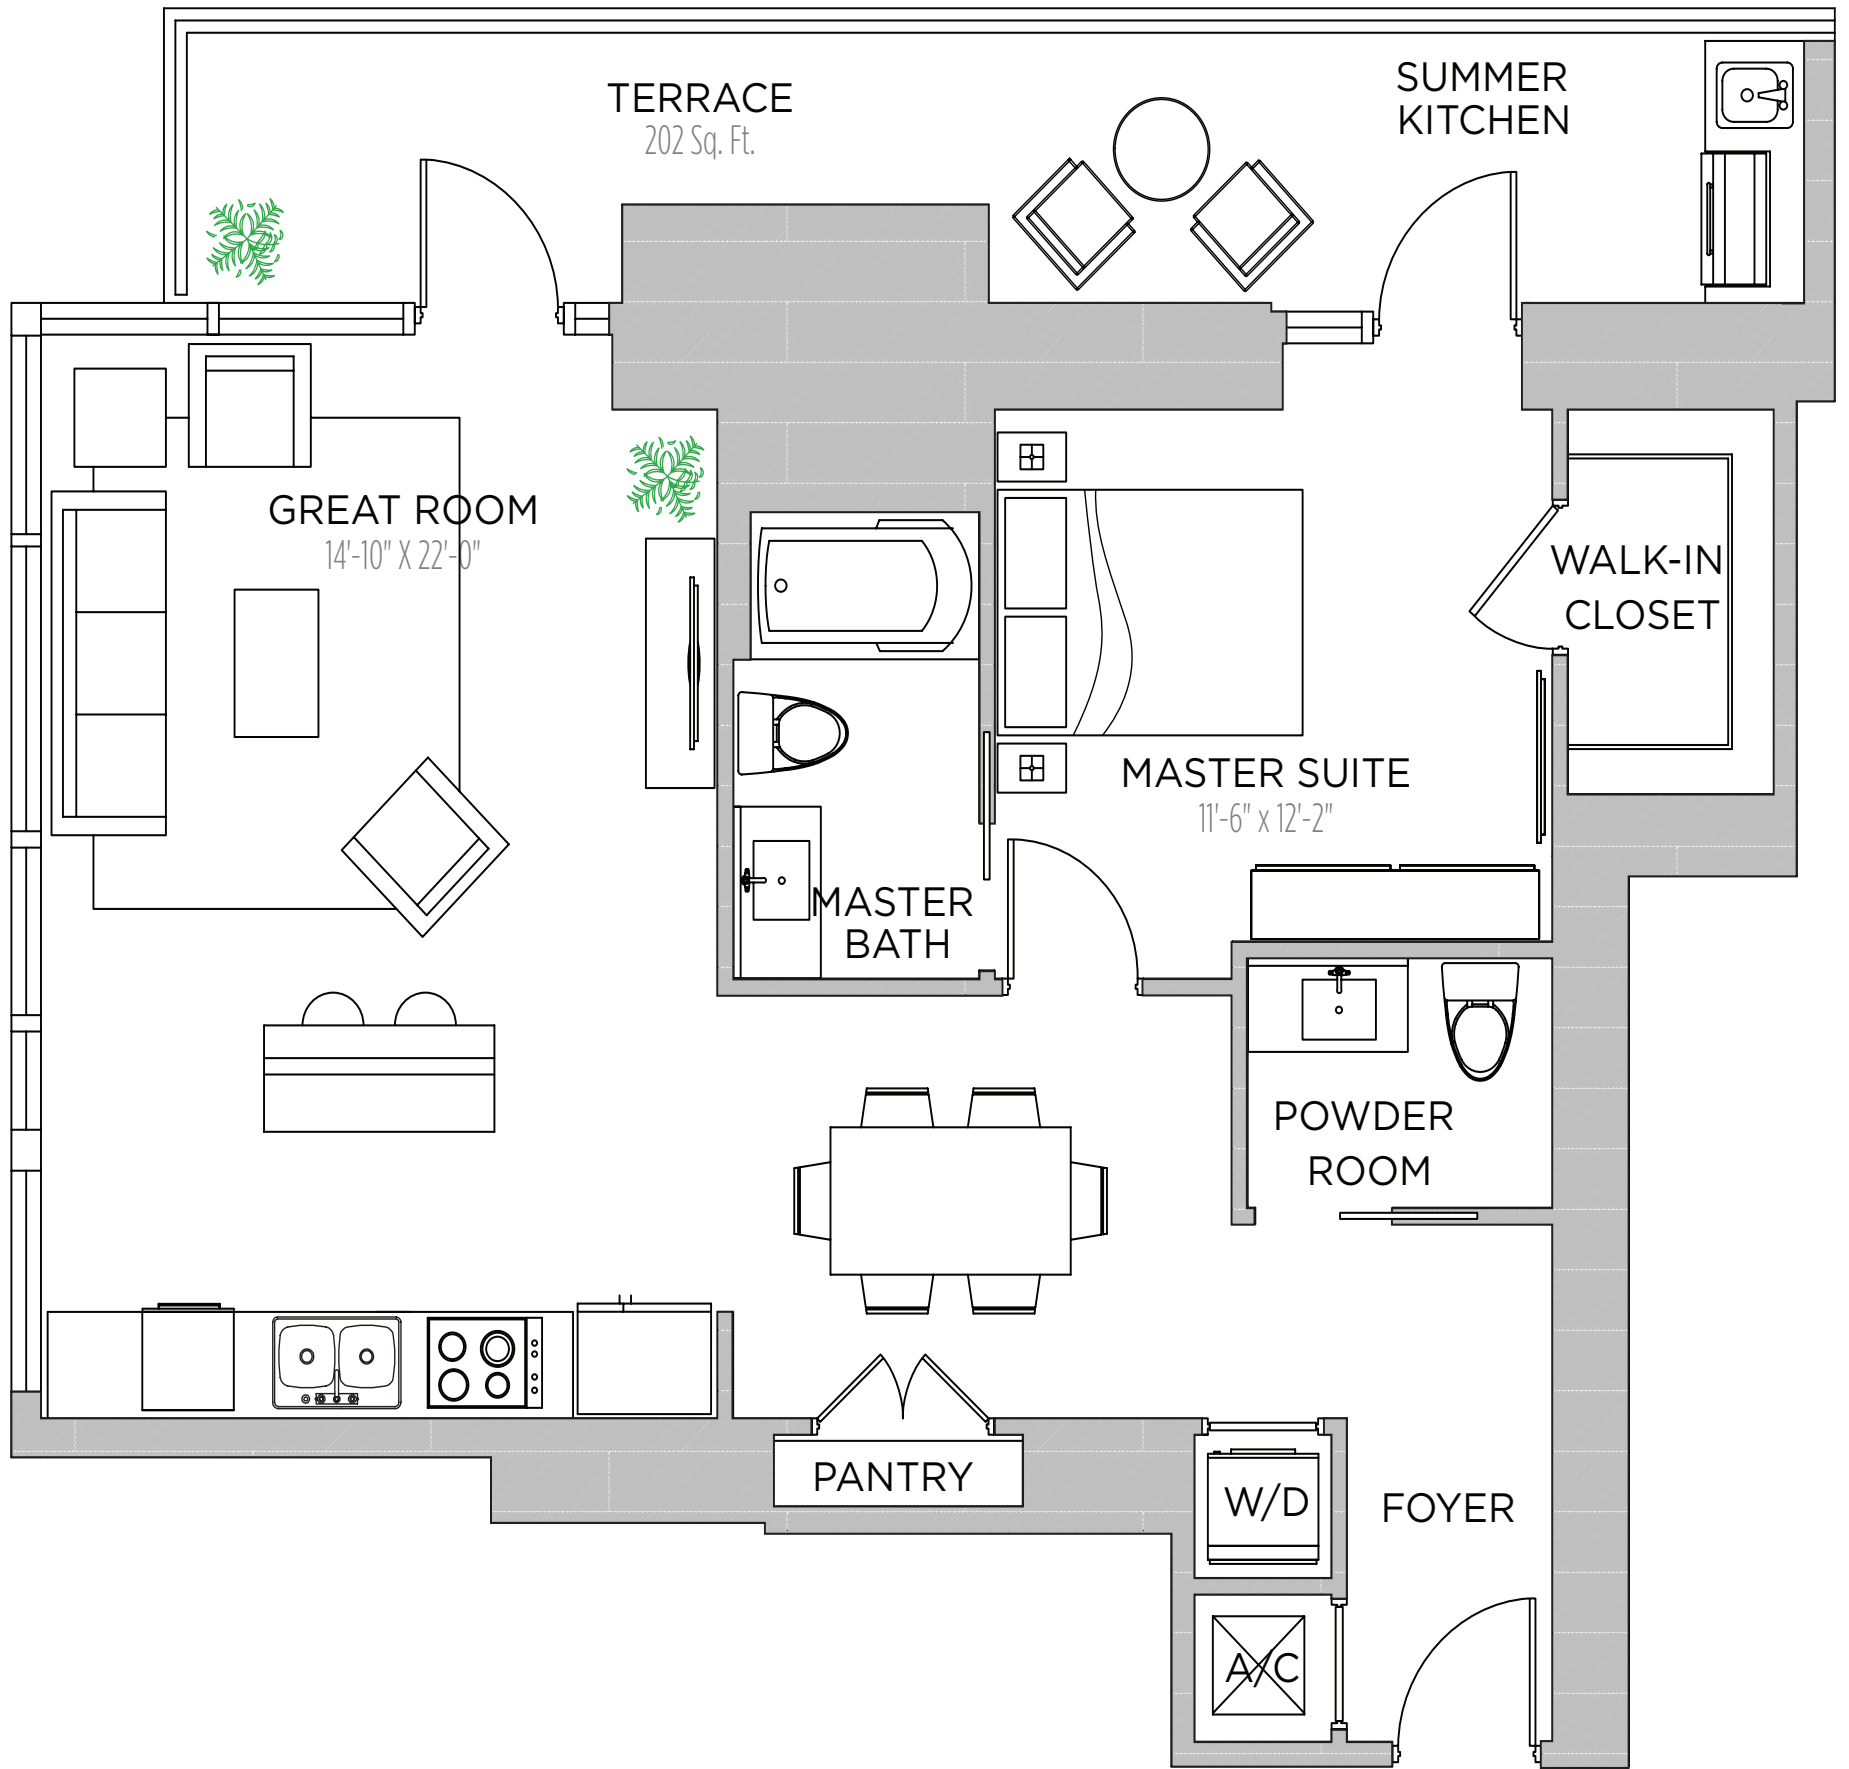 TERRACE
202 Sq. Ft.
SUMMER
KITCHEN
GREAT ROOM
14'-10" X 22'-0"
WALK-IN
CLOSET
MASTER SUITE
11'-6" x 12'-2"
MASTER
BATH
POWDER
ROOM
PANTRY
W/D
FOYER
A/C